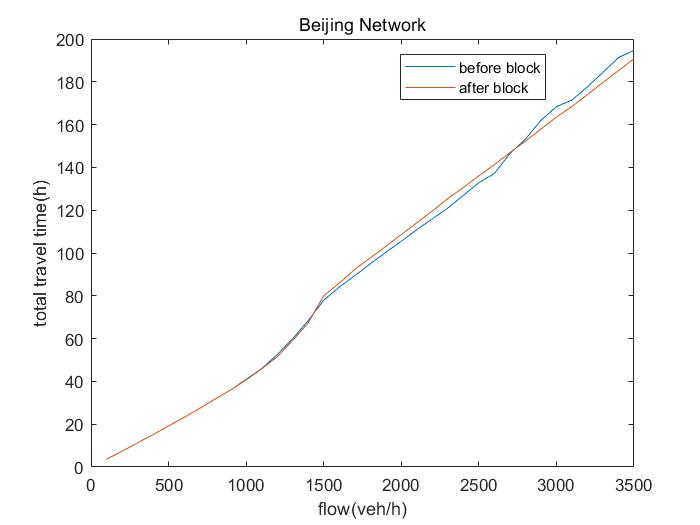 Beijing Network
200
180
160
140
120
100
80
60
40
20
0
total travel time(h)
before block
after block
0 500 1000 1500 2000 2500 3000 3500
flow(veh/h)